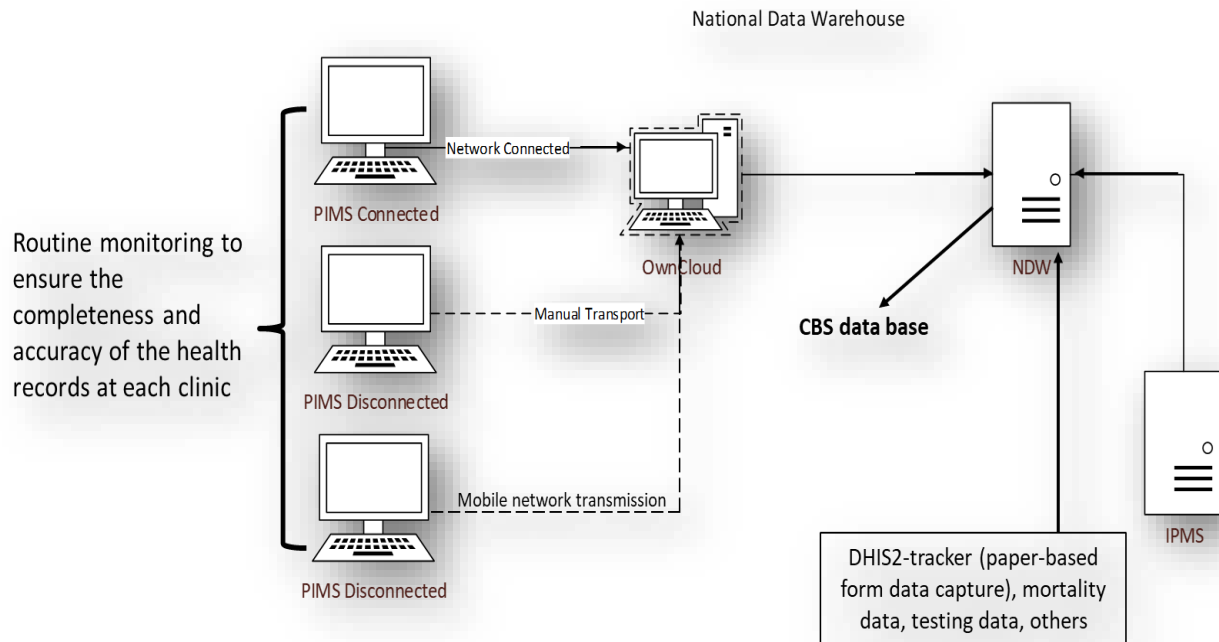 National Data Warehouse
Network Connected
PIMS Connected
OwnCloud
NDW
Routine monitoring to
ensure the
completeness and
accuracy of the health
records at each clinic
Manual Transport
CBS data base
PIMS Disconnected
Mobile network transmission
IPMS
DHIS2-tracker (paper-based
form data capture), mortality
data, testing data, others
PIMS Disconnected